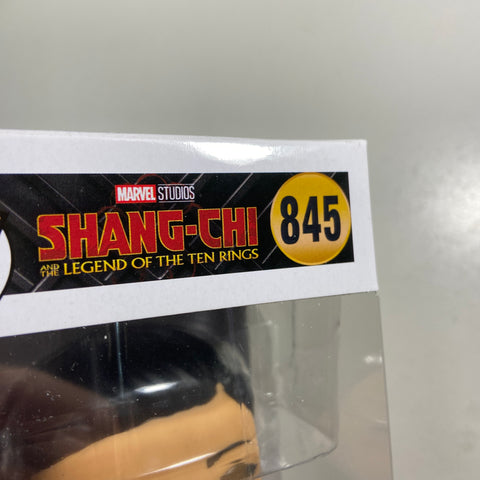 MARVEL STUDIOS
SHANG-CHI
AND THE LEGEND OF THE TEN RINGS
845